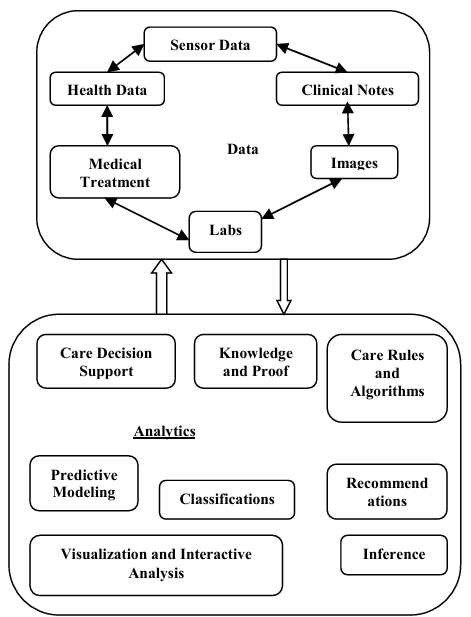 Sensor Data
Health Data
Clinical Notes
Data
Medical
Treatment
Images
Labs
Care Decision
Support
Knowledge
and Proof
Care Rules
and
Algorithms
Analytics
Predictive
Modeling
Classifications
Recommend
ations
Visualization and Interactive
Analysis
Inference